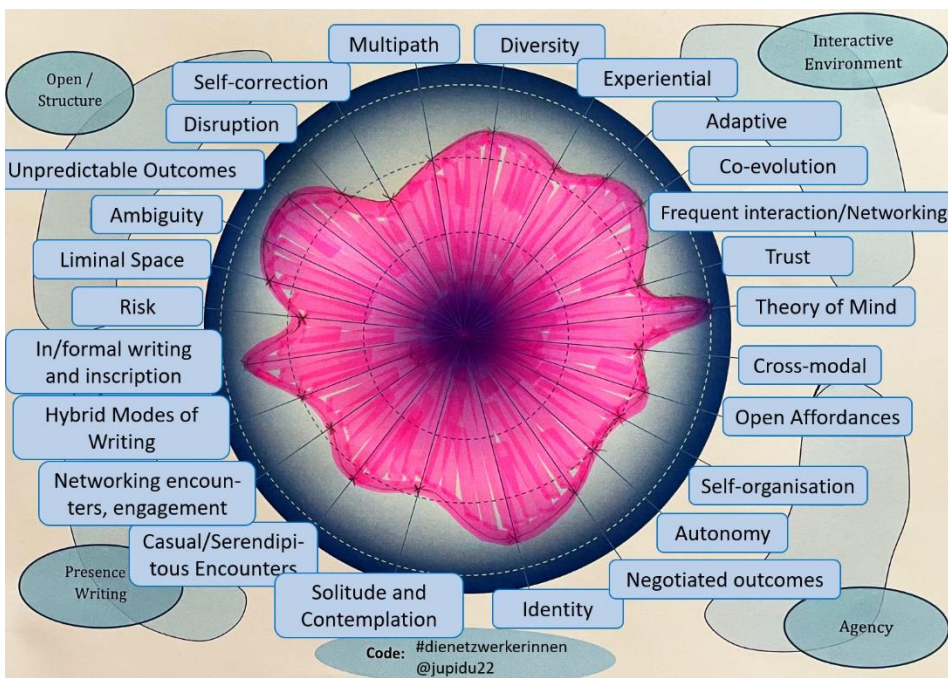 Multipath
Diversity
Self-correction
Experiential
Open /
Structure
Interactive
Environment
Disruption
Adaptive
Unpredictable Outcomes
Co-evolution
Ambiguity
Frequent interaction/Networking
Liminal Space
Trust
Risk
Theory of Mind
In/formal writing
and inscription
Cross-modal
Hybrid Modes of
Writing
Open Affordances
Networking encoun-
ters, engagement
Self-organisation
Casual/Serendipi-
tous Encounters
Autonomy
Presence
Writing
Solitude and
Contemplation
Negotiated outcomes
Identity
Agency
Code: #dienetzwerkerinnen
@jupidu22